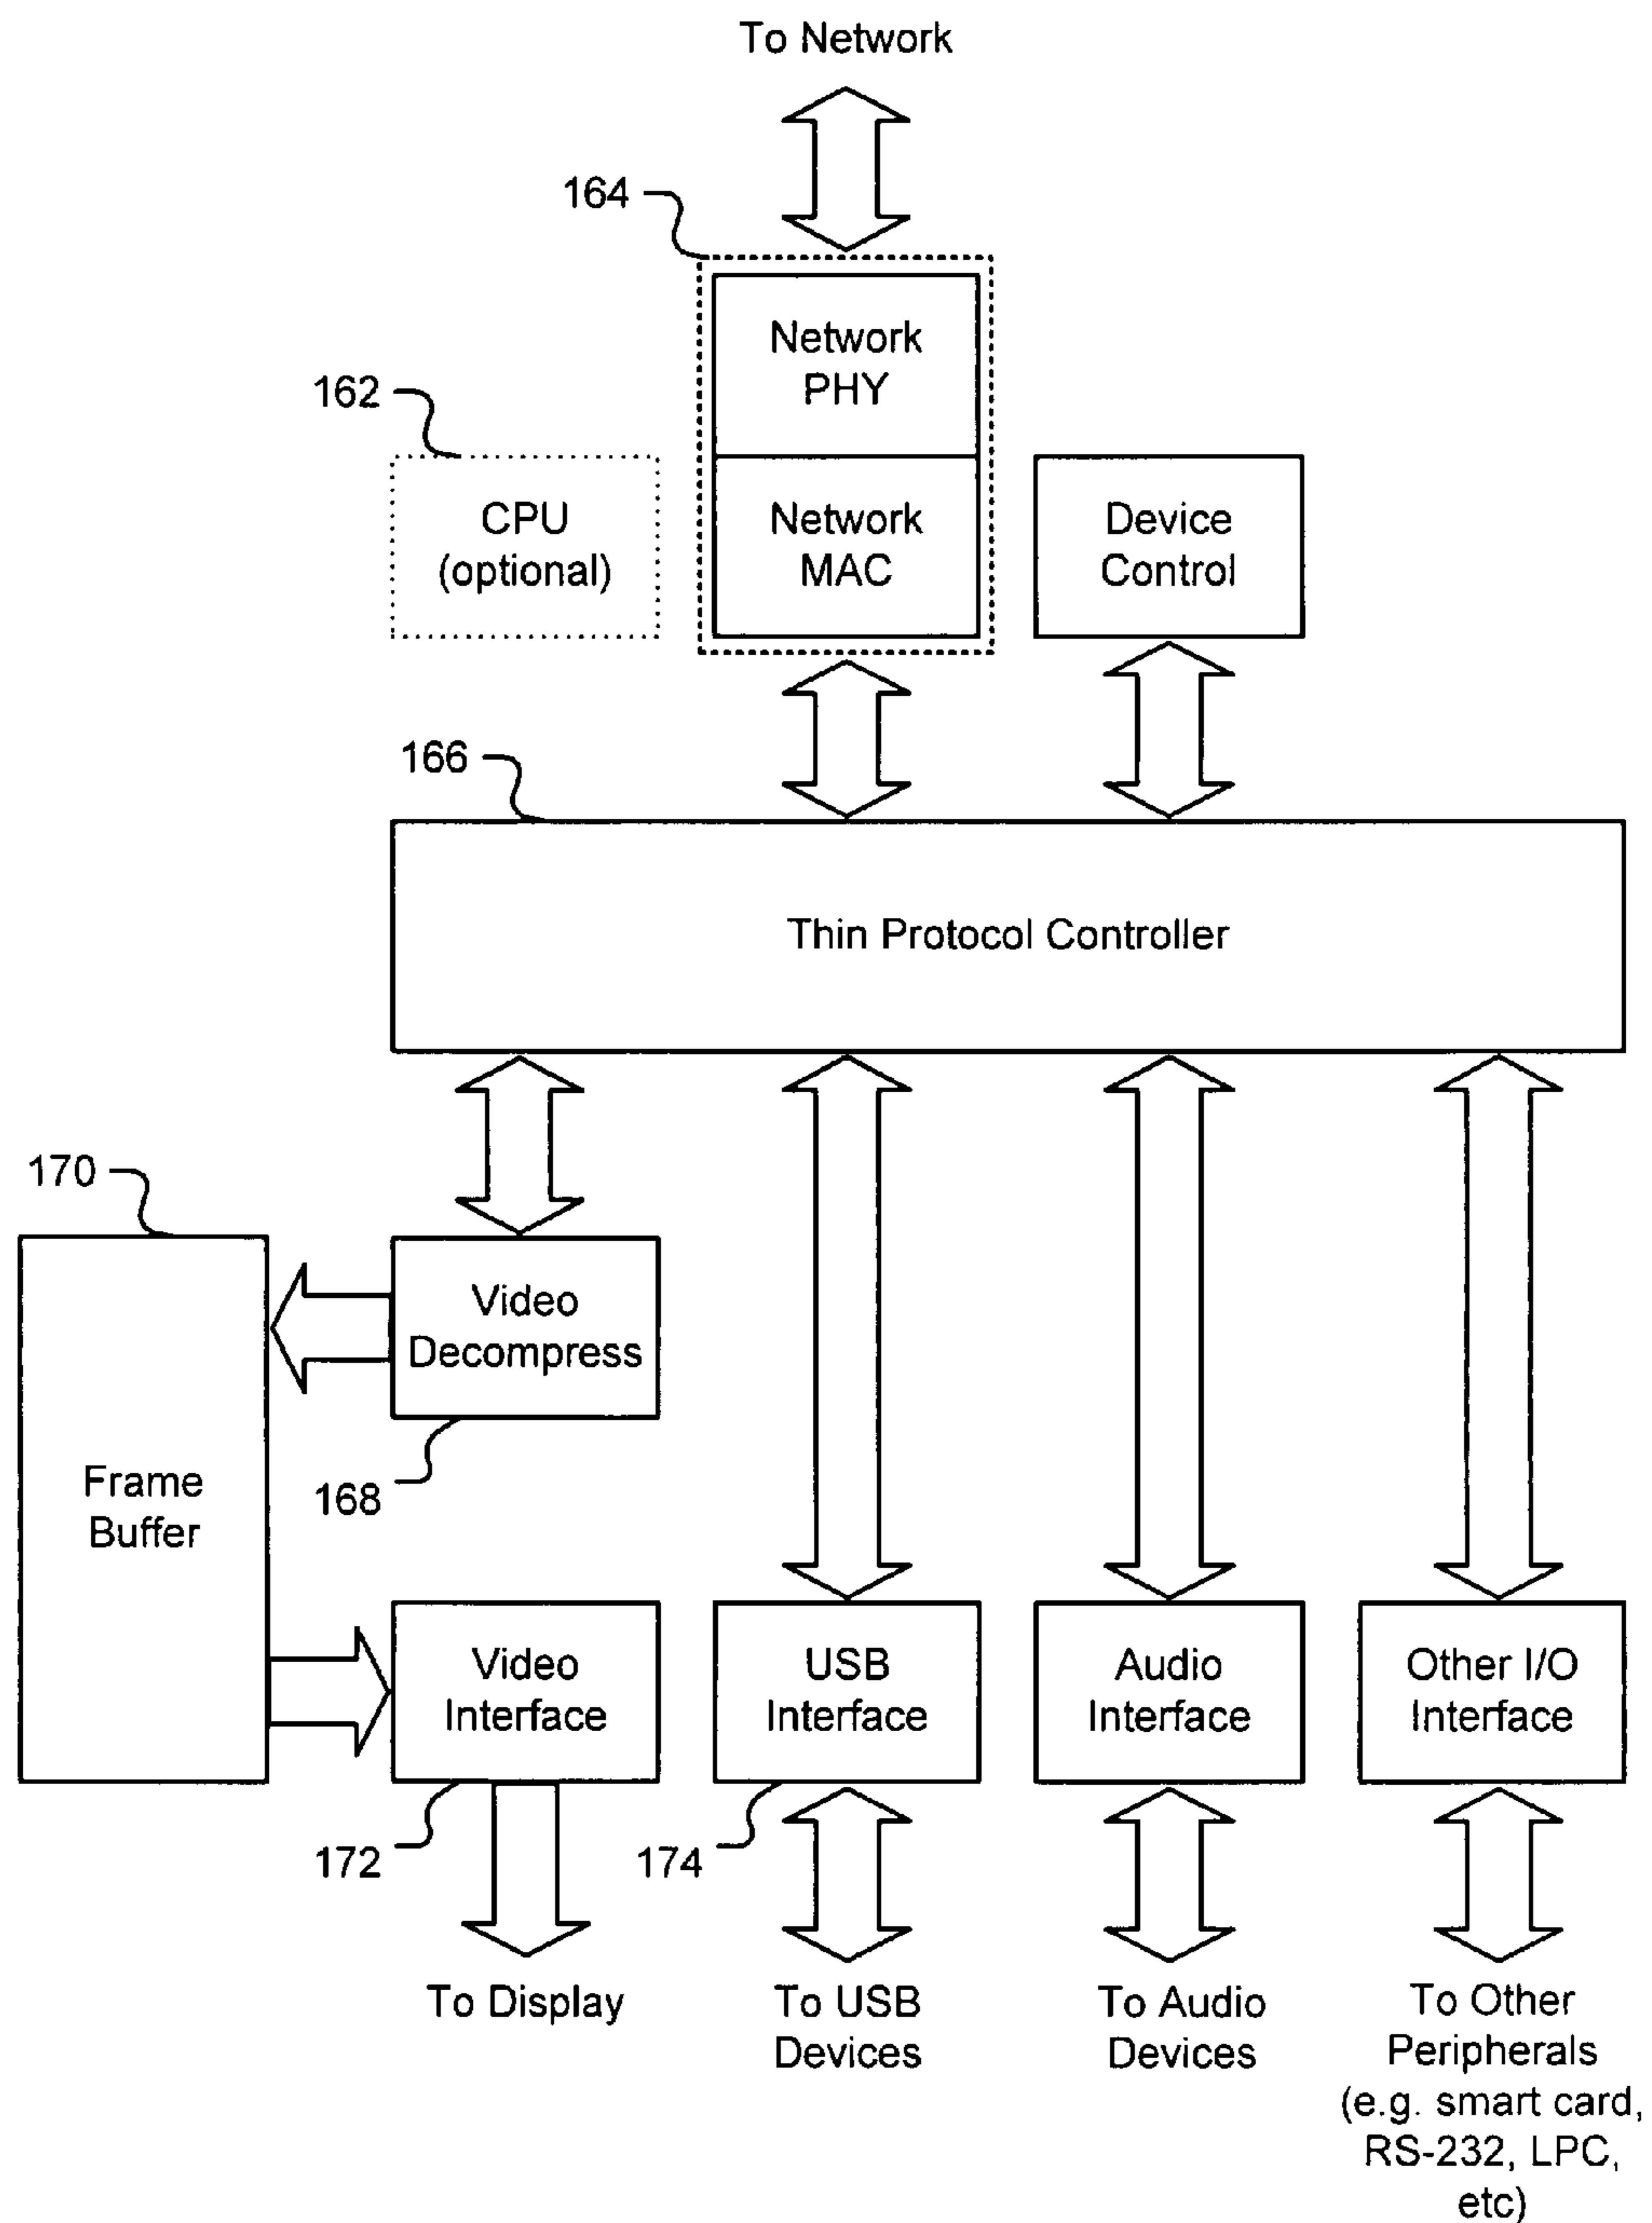 To Network
164
Network
PHY
162
CPU
(optional)
Network
MAC
Device
Control
166
Thin Protocol Controller
170
Video
Decompress
168
Frame
Buffer
Video
Interface
USB
Interface
Audio
Interface
Other I/O
Interface
172
174
To Display
To USB
Devices
To Audio
Devices
To Other
Peripherals
(e.g. smart card,
RS-232, LPC,
etc)